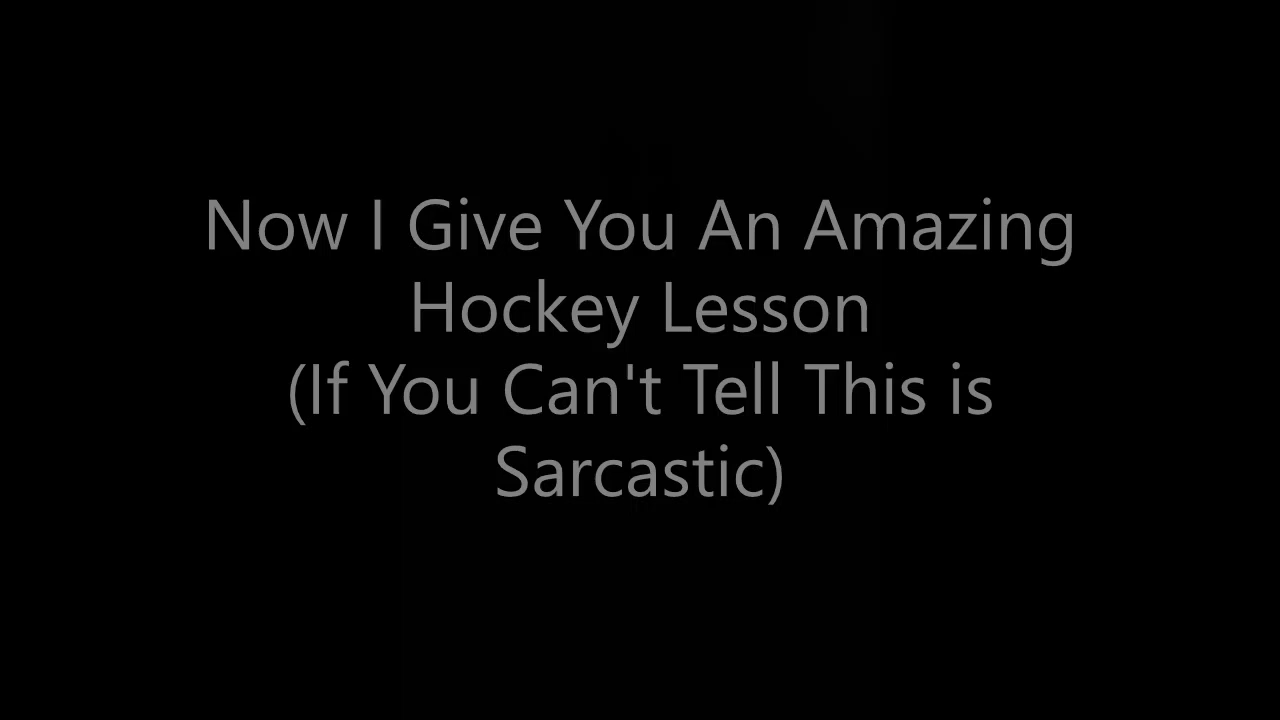 Now I Give You An Amazing
Hockey Lesson
(If You Can't Tell This is
Sarcastic)